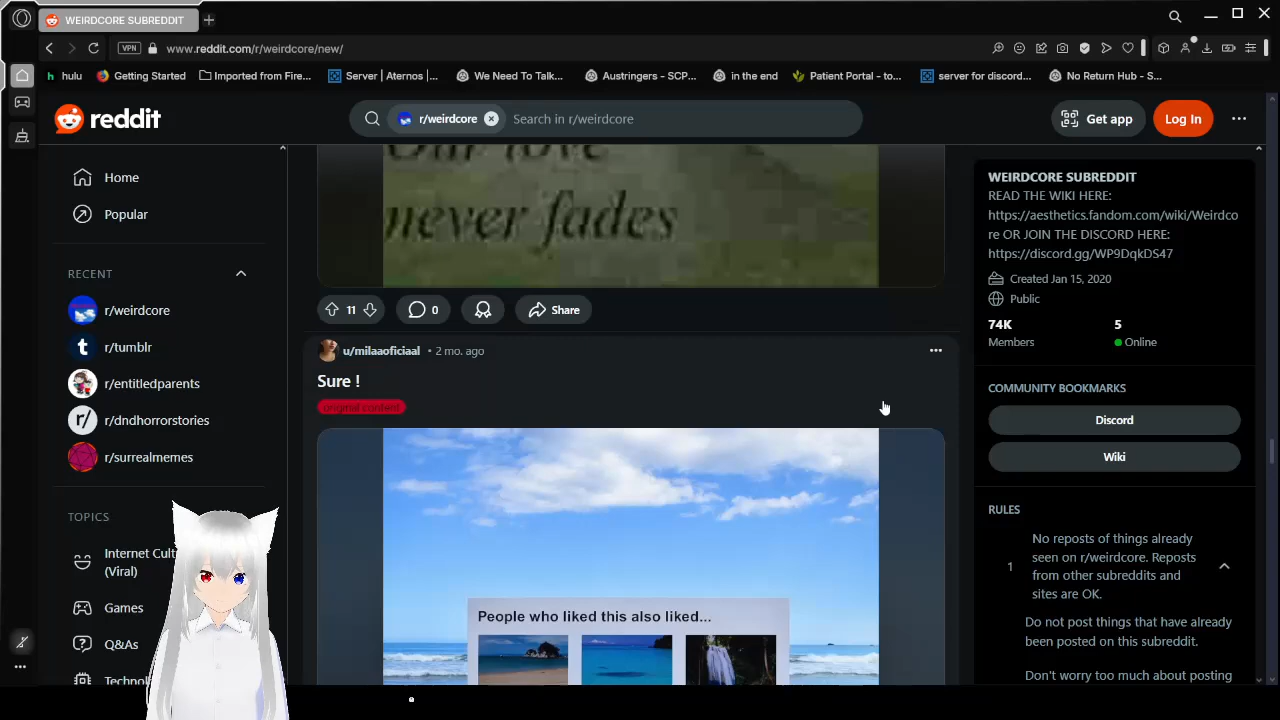 WEIRDCORE SUBREDDIT
VPN
www.reddit.com/r/weirdcore/new/
hulu
Getting Started
Imported from Fire...
Server | Aternos |...
We Need To Talk...
Austringers - SCP...
in the end
Patient Portal - to...
server for discord...
No Return Hub - S...
reddit
r/weirdcore
Search in r/weirdcore
Get app
Log In
Home
Popular
RECENT
r/weirdcore
r/tumblr
r/entitledparents
r/dndhorrorstories
r/surrealmemes
TOPICS
Internet Cult
(Viral)
Games
Q&As
Technol
Our love
never fades
11
0
Share
u/milaaoficiaal • 2 mo. ago
Sure !
original content
People who liked this also liked...
WEIRDCORE SUBREDDIT
READ THE WIKI HERE:
https://aesthetics.fandom.com/wiki/Weirdco
re OR JOIN THE DISCORD HERE:
https://discord.gg/WP9DqkDS47
Created Jan 15, 2020
Public
74K
Members
5
Online
COMMUNITY BOOKMARKS
Discord
Wiki
RULES
1
No reposts of things already
seen on r/weirdcore. Reposts
from other subreddits and
sites are OK.
Do not post things that have already
been posted on this subreddit.
Don't worry too much about posting